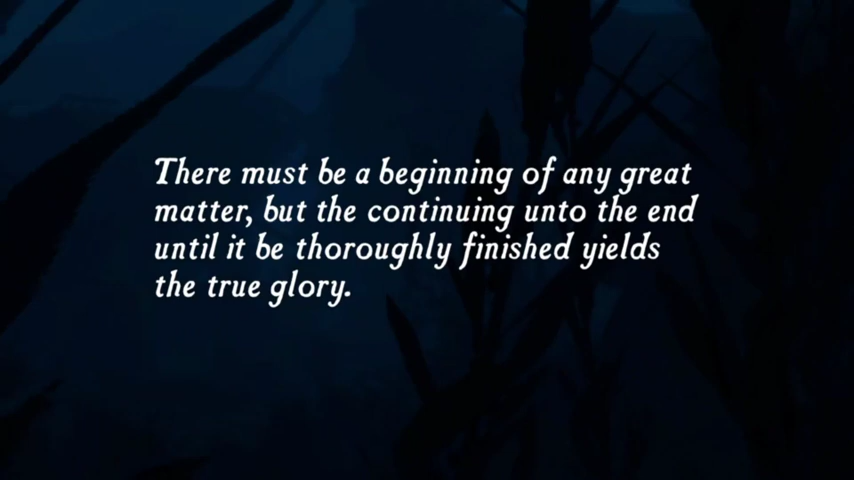 There must be a beginning of any great
matter, but the continuing unto the end
until it be thoroughly finished yields
the true glory.